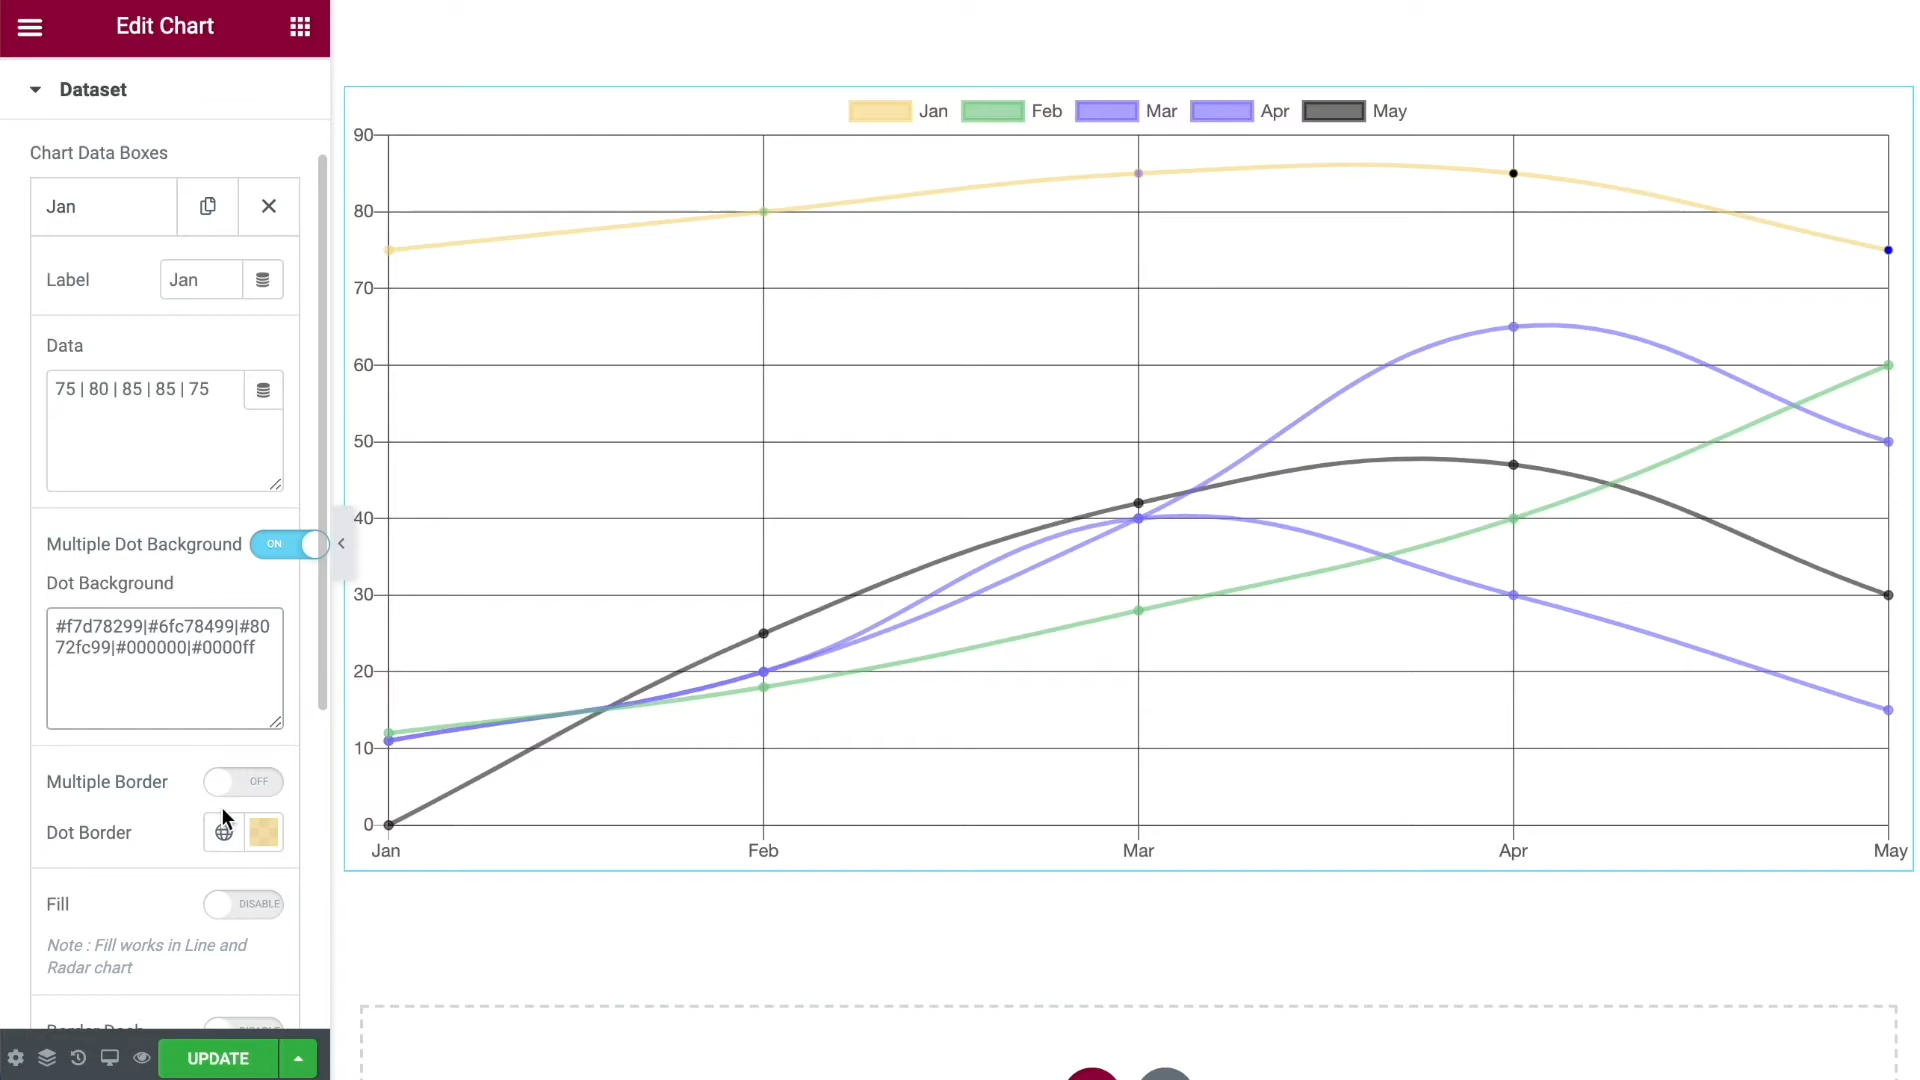 Edit Chart
Dataset
Chart Data Boxes
Jan
Label
Jan
Data
75 | 80 | 85 | 85 | 75
Multiple Dot Background
ON
Dot Background
#f7d78299|#6fc78499|#80
72fc99|#000000|#0000ff
Multiple Border
OFF
Dot Border
Fill
DISABLE
Note : Fill works in Line and
Radar chart
Border Dash
DISABLE
UPDATE
Jan Feb Mar Apr May
90
80
70
60
50
40
30
20
10
0
Jan Feb Mar Apr May